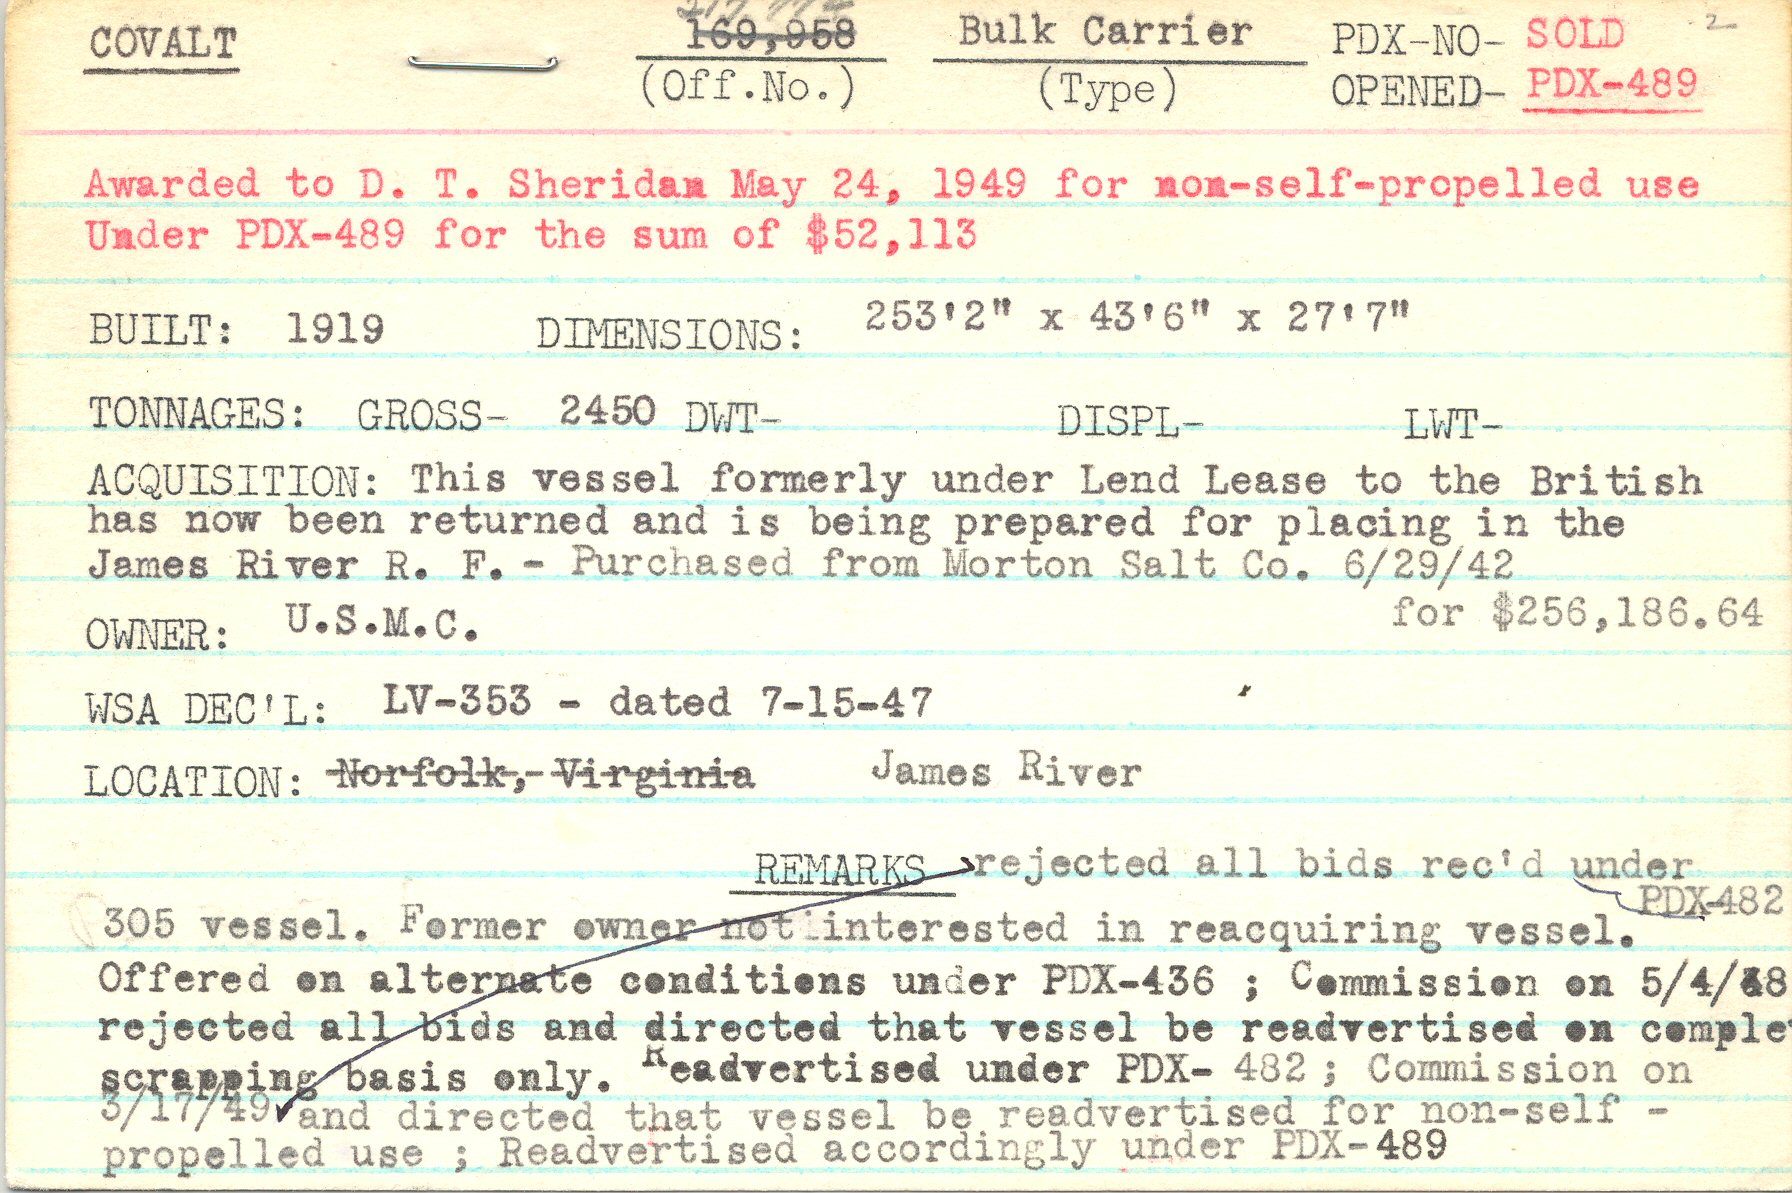 COVALT 169,958 Bulk Carrier PDX-NO- SOLD 2
(Off.No.) (Type) OPENED- PDX-489
Awarded to D. T. Sheridan May 24, 1949 for non-self-propelled use
Under PDX-489 for the sum of $52,113
BUILT: 1919 DIMENSIONS: 253'2" x 43'6" x 27'7"
TONNAGES: GROSS- 2450 DWT- DISPL- LWT-
ACQUISITION: This vessel formerly under Lend Lease to the British
has now been returned and is being prepared for placing in the
James River R. F. - Purchased from Morton Salt Co. 6/29/42
for $256,186.64
OWNER: U.S.M.C.
WSA DEC'L: LV-353 - dated 7-15-47
LOCATION: Norfolk, Virginia James River
REMARKS rejected all bids rec'd under
PDX-482
305 vessel. Former owner not interested in reacquiring vessel.
Offered on alternate conditions under PDX-436 ; Commission on 5/4/48
rejected all bids and directed that vessel be readvertised on comple
scrapping basis only. Readvertised under PDX- 482 ; Commission on
3/17/49 and directed that vessel be readvertised for non-self -
propelled use ; Readvertised accordingly under PDX-489